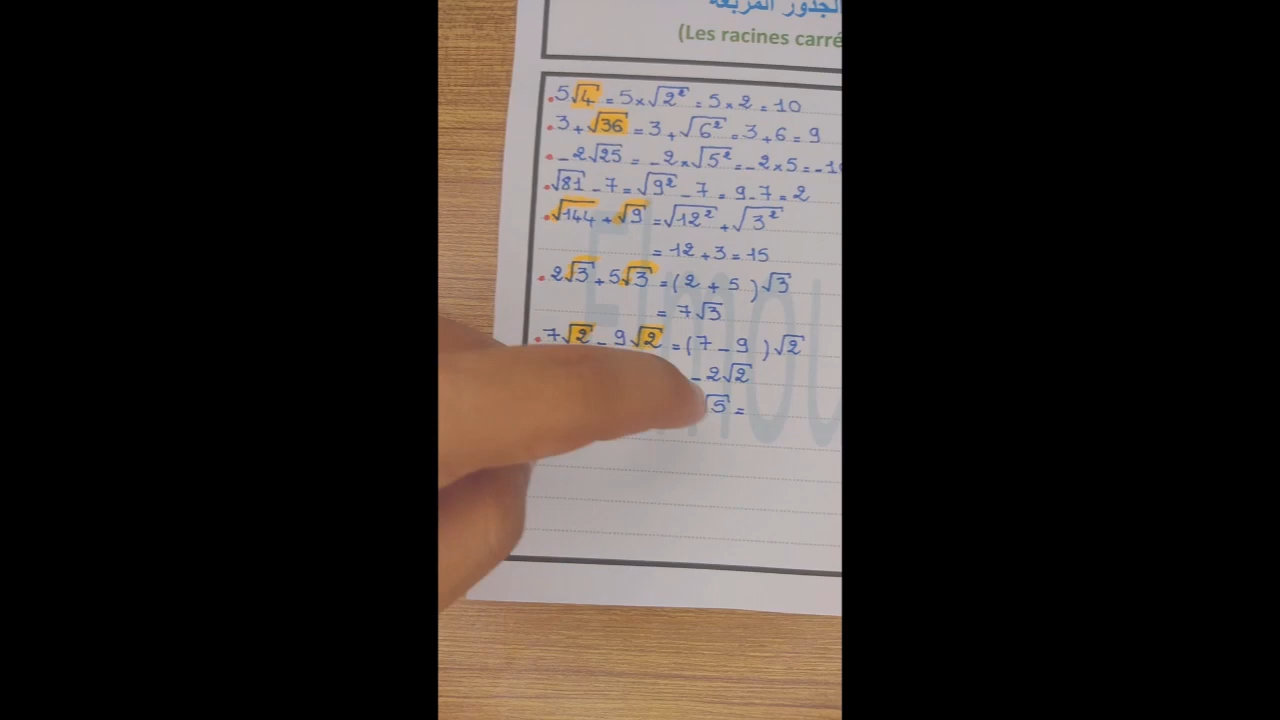 الجذور المربعة
(Les racines carré
.5√4 = 5×√2² = 5×2 = 10
.3+√36 = 3+√6² = 3+6 = 9
.-2√25 = -2×√5² = -2×5 = -10
.√81 - 7 = √9² - 7 = 9-7 = 2
.√144 + √9 = √12² + √3²
= 12+3 = 15
.2√3 + 5√3 = (2 + 5)√3
= 7√3
.7√2 - 9√2 = (7 - 9)√2
-2√2
√5 =
Elmou